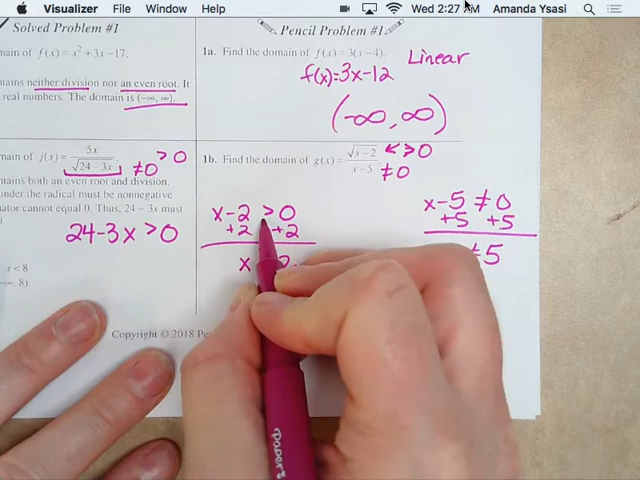 Visualizer File Window Help Wed 2:27 AM Amanda Ysasi
Solved Problem #1
main of f(x) = x² + 3x − 17.
tains neither division nor an even root. It
real numbers. The domain is (−∞, ∞).
Pencil Problem #1
1a. Find the domain of f(x) = 3(x − 4).
Linear
f(x)=3x-12
(-∞, ∞)
main of j(x) = 5x / √24 − 3x
≠0 >0
tains both an even root and division.
under the radical must be nonnegative
ator cannot equal 0. Thus, 24 − 3x must
24-3x >0
x < 8
∞, 8).
1b. Find the domain of g(x) = √x − 2 / x − 5
>0
≠0
x-2 >0
+2 +2
x 2
x-5 ≠0
+5 +5
≠5
Copyright © 2018 Pe
Paper